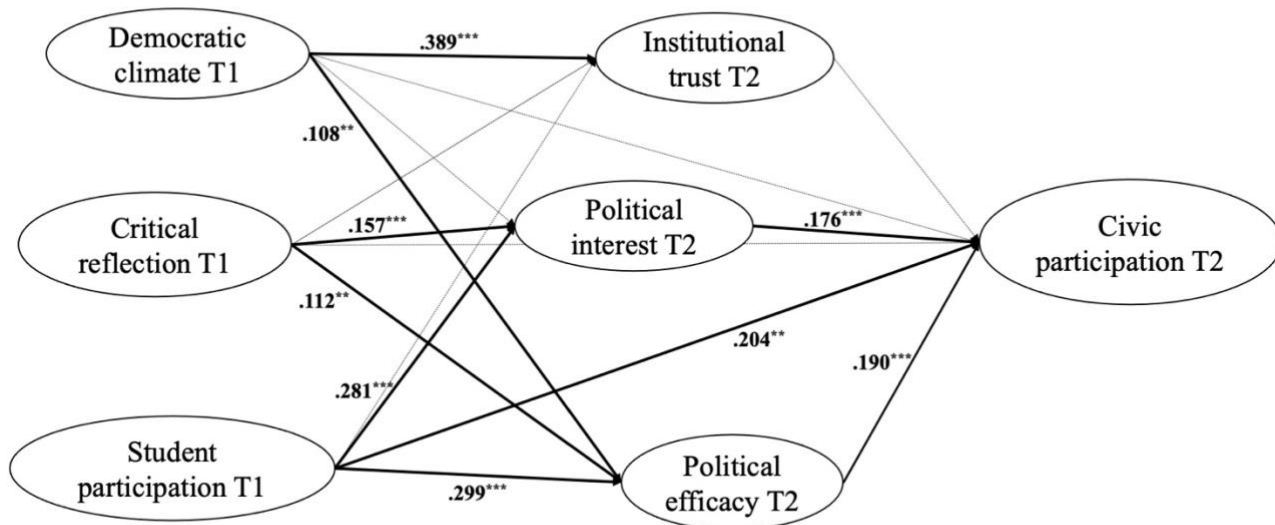 Democratic
climate T1
.389***
Institutional
trust T2
.108**
Critical
reflection T1
.157***
Political
interest T2
.176***
Civic
participation T2
.112**
.204**
.190***
.281***
Student
participation T1
.299***
Political
efficacy T2